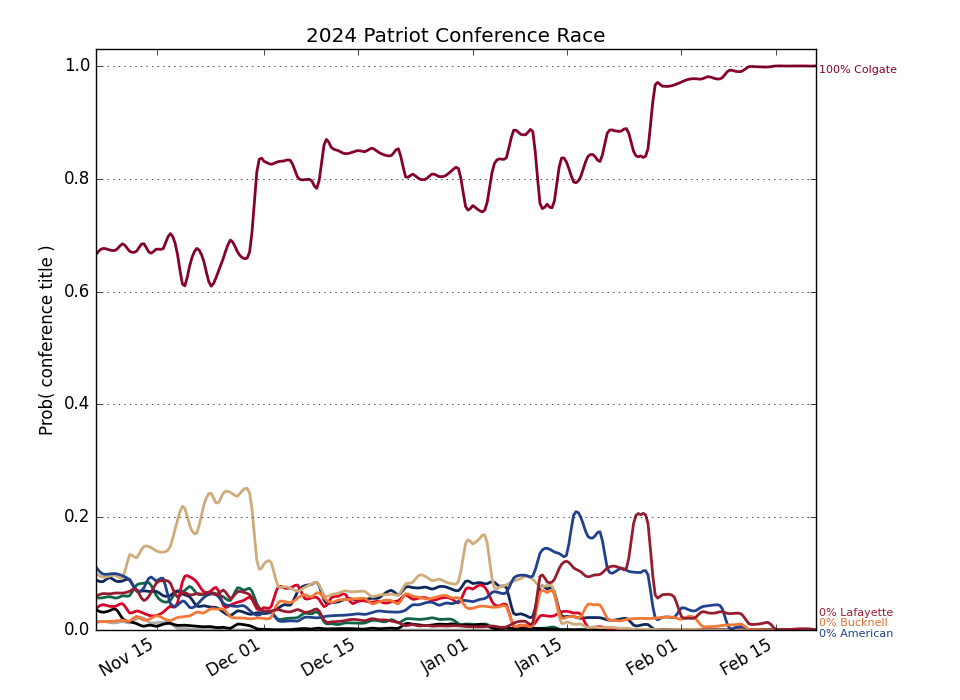 2024 Patriot Conference Race
Prob( conference title )
1.0
0.8
0.6
0.4
0.2
0.0
Nov 15
Dec 01
Dec 15
Jan 01
Jan 15
Feb 01
Feb 15
100% Colgate
0% Lafayette
0% Bucknell
0% American